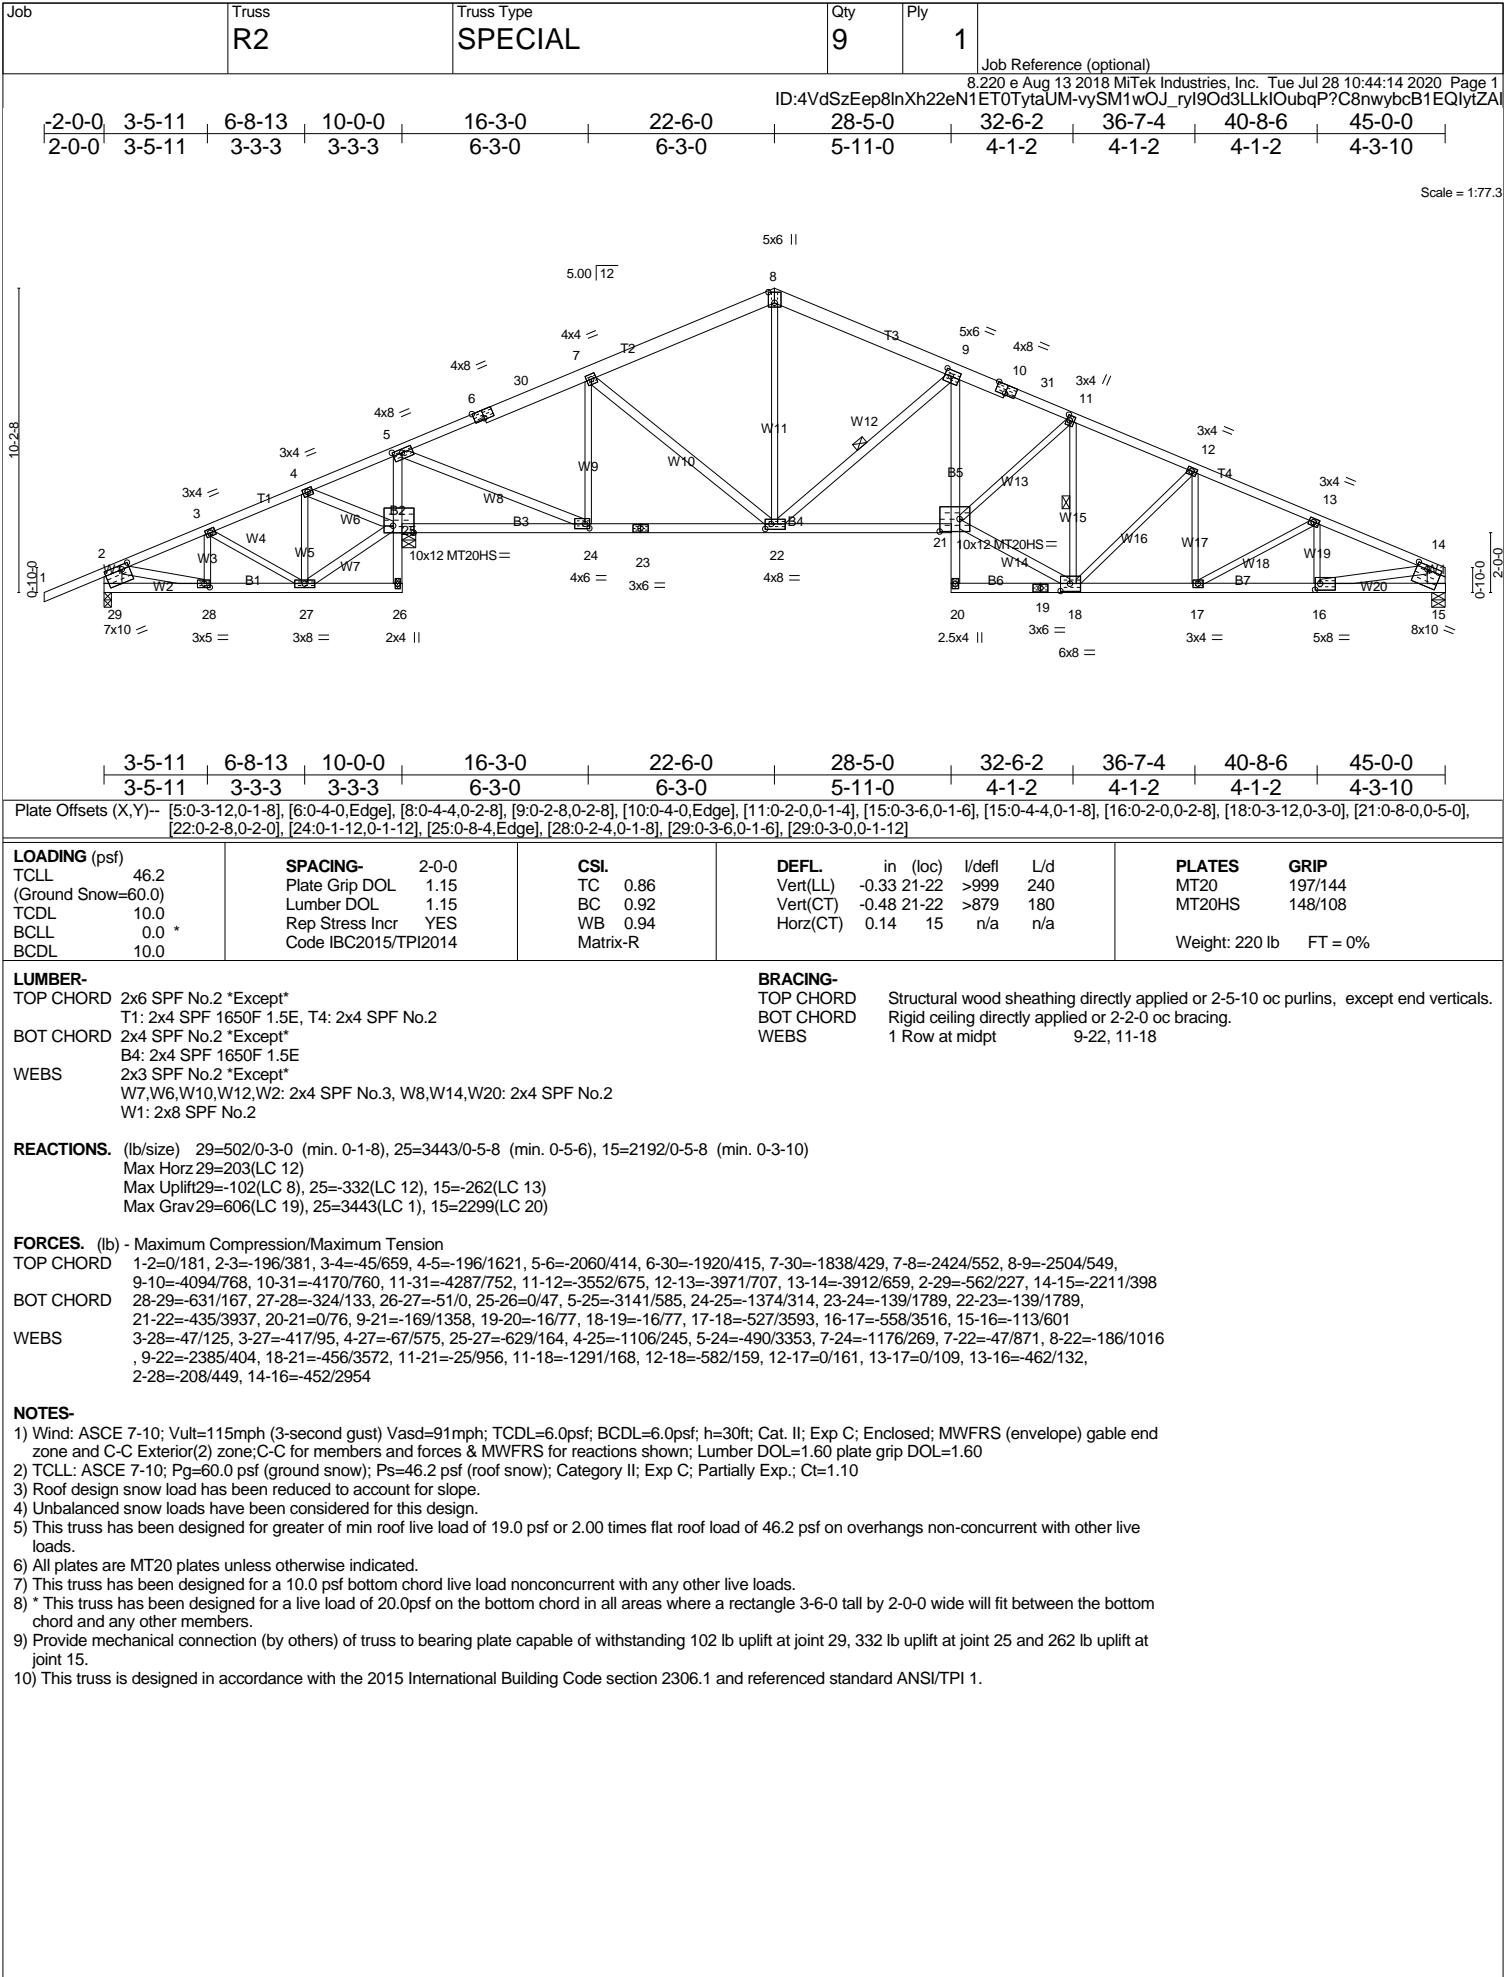 Job
Truss
R2
Truss Type
SPECIAL
Qty
9
Ply
1
Job Reference (optional)
8.220 e Aug 13 2018 MiTek Industries, Inc. Tue Jul 28 10:44:14 2020 Page 1
-2-0-0 3-5-11 6-8-13 10-0-0 16-3-0 22-6-0 28-5-0 32-6-2 36-7-4 40-8-6 45-0-0
2-0-0 3-5-11 3-3-3 3-3-3 6-3-0 6-3-0 5-11-0 4-1-2 4-1-2 4-1-2 4-3-10
Scale = 1:77.3
5x6 ||
5.00 12
8
4x4 =
7
T2
T3
5x6 =
9
4x8 =
10
31
3x4 //
11
4x8 =
30
6
4x8 =
5
3x4 =
4
3x4 =
3
T1
2
1
3x4 =
12
T4
3x4 =
13
14
10-2-8
0-10-0
0-10-0
2-0-0
W2
W3
W4
W5
W6
W7
B1
B2
25
W8
B3
W9
W10
W11
W12
B4
B5
W13
W14
W15
W16
W17
W18
W19
W20
B6
B7
10x12 MT20HS=
21
10x12 MT20HS=
24
4x6 =
23
3x6 =
22
4x8 =
29
7x10 =
28
3x5 =
27
3x8 =
26
2x4 ||
20
2.5x4 ||
19
3x6 =
18
6x8 =
17
3x4 =
16
5x8 =
15
8x10 =
3-5-11 6-8-13 10-0-0 16-3-0 22-6-0 28-5-0 32-6-2 36-7-4 40-8-6 45-0-0
3-5-11 3-3-3 3-3-3 6-3-0 6-3-0 5-11-0 4-1-2 4-1-2 4-1-2 4-3-10
Plate Offsets (X,Y)-- [5:0-3-12,0-1-8], [6:0-4-0,Edge], [8:0-4-4,0-2-8], [9:0-2-8,0-2-8], [10:0-4-0,Edge], [11:0-2-0,0-1-4], [15:0-3-6,0-1-6], [15:0-4-4,0-1-8], [16:0-2-0,0-2-8], [18:0-3-12,0-3-0], [21:0-8-0,0-5-0],
[22:0-2-8,0-2-0], [24:0-1-12,0-1-12], [25:0-8-4,Edge], [28:0-2-4,0-1-8], [29:0-3-6,0-1-6], [29:0-3-0,0-1-12]
LOADING (psf)
TCLL 46.2
(Ground Snow=60.0)
TCDL 10.0
BCLL 0.0 *
BCDL 10.0
SPACING- 2-0-0
Plate Grip DOL 1.15
Lumber DOL 1.15
Rep Stress Incr YES
Code IBC2015/TPI2014
CSI.
TC 0.86
BC 0.92
WB 0.94
Matrix-R
DEFL. in (loc) l/defl L/d
Vert(LL) -0.33 21-22 >999 240
Vert(CT) -0.48 21-22 >879 180
Horz(CT) 0.14 15 n/a n/a
PLATES GRIP
MT20 197/144
MT20HS 148/108
Weight: 220 lb FT = 0%
LUMBER-
TOP CHORD 2x6 SPF No.2 *Except*
T1: 2x4 SPF 1650F 1.5E, T4: 2x4 SPF No.2
BOT CHORD 2x4 SPF No.2 *Except*
B4: 2x4 SPF 1650F 1.5E
WEBS 2x3 SPF No.2 *Except*
W7,W6,W10,W12,W2: 2x4 SPF No.3, W8,W14,W20: 2x4 SPF No.2
W1: 2x8 SPF No.2
BRACING-
TOP CHORD Structural wood sheathing directly applied or 2-5-10 oc purlins, except end verticals.
BOT CHORD Rigid ceiling directly applied or 2-2-0 oc bracing.
WEBS 1 Row at midpt 9-22, 11-18
REACTIONS. (lb/size) 29=502/0-3-0 (min. 0-1-8), 25=3443/0-5-8 (min. 0-5-6), 15=2192/0-5-8 (min. 0-3-10)
Max Horz 29=203(LC 12)
Max Uplift29=-102(LC 8), 25=-332(LC 12), 15=-262(LC 13)
Max Grav29=606(LC 19), 25=3443(LC 1), 15=2299(LC 20)
FORCES. (lb) - Maximum Compression/Maximum Tension
TOP CHORD 1-2=0/181, 2-3=-196/381, 3-4=-45/659, 4-5=-196/1621, 5-6=-2060/414, 6-30=-1920/415, 7-30=-1838/429, 7-8=-2424/552, 8-9=-2504/549,
9-10=-4094/768, 10-31=-4170/760, 11-31=-4287/752, 11-12=-3552/675, 12-13=-3971/707, 13-14=-3912/659, 2-29=-562/227, 14-15=-2211/398
BOT CHORD 28-29=-631/167, 27-28=-324/133, 26-27=-51/0, 25-26=0/47, 5-25=-3141/585, 24-25=-1374/314, 23-24=-139/1789, 22-23=-139/1789,
21-22=-435/3937, 20-21=0/76, 9-21=-169/1358, 19-20=-16/77, 18-19=-16/77, 17-18=-527/3593, 16-17=-558/3516, 15-16=-113/601
WEBS 3-28=-47/125, 3-27=-417/95, 4-27=-67/575, 25-27=-629/164, 4-25=-1106/245, 5-24=-490/3353, 7-24=-1176/269, 7-22=-47/871, 8-22=-186/1016
, 9-22=-2385/404, 18-21=-456/3572, 11-21=-25/956, 11-18=-1291/168, 12-18=-582/159, 12-17=0/161, 13-17=0/109, 13-16=-462/132,
2-28=-208/449, 14-16=-452/2954
NOTES-
1) Wind: ASCE 7-10; Vult=115mph (3-second gust) Vasd=91mph; TCDL=6.0psf; BCDL=6.0psf; h=30ft; Cat. II; Exp C; Enclosed; MWFRS (envelope) gable end
zone and C-C Exterior(2) zone;C-C for members and forces & MWFRS for reactions shown; Lumber DOL=1.60 plate grip DOL=1.60
2) TCLL: ASCE 7-10; Pg=60.0 psf (ground snow); Ps=46.2 psf (roof snow); Category II; Exp C; Partially Exp.; Ct=1.10
3) Roof design snow load has been reduced to account for slope.
4) Unbalanced snow loads have been considered for this design.
5) This truss has been designed for greater of min roof live load of 19.0 psf or 2.00 times flat roof load of 46.2 psf on overhangs non-concurrent with other live
loads.
6) All plates are MT20 plates unless otherwise indicated.
7) This truss has been designed for a 10.0 psf bottom chord live load nonconcurrent with any other live loads.
8) * This truss has been designed for a live load of 20.0psf on the bottom chord in all areas where a rectangle 3-6-0 tall by 2-0-0 wide will fit between the bottom
chord and any other members.
9) Provide mechanical connection (by others) of truss to bearing plate capable of withstanding 102 lb uplift at joint 29, 332 lb uplift at joint 25 and 262 lb uplift at
joint 15.
10) This truss is designed in accordance with the 2015 International Building Code section 2306.1 and referenced standard ANSI/TPI 1.